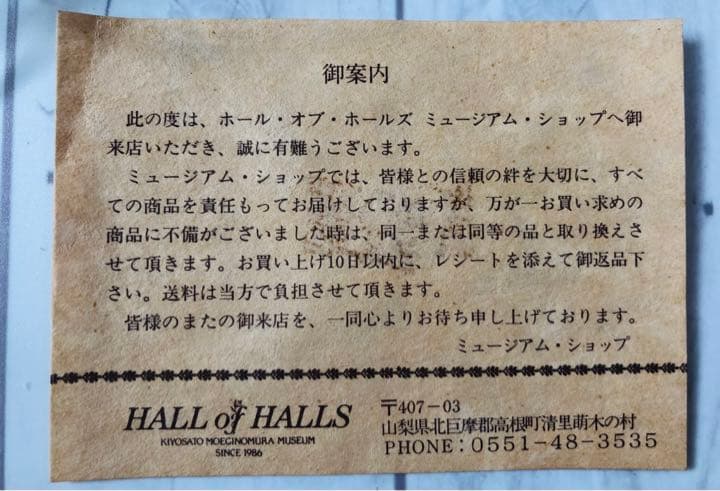 御案内
此の度は、ホール・オブ・ホールズ ミュージアム・ショップへ御
来店いただき、誠に有難うございます。
ミュージアム・ショップでは、皆様との信頼の絆を大切に、すべ
ての商品を責任もってお届けしておりますが、万が一お買い求めの
商品に不備がございました時は、同一または同等の品と取り換えさ
せて頂きます。お買い上げ10日以内に、レシートを添えて御返品下
さい。送料は当方で負担させて頂きます。
皆様のまたの御来店を、一同心よりお待ち申し上げております。
ミュージアム・ショップ
HALL of HALLS
KIYOSATO MOEGINOMURA MUSEUM
SINCE 1986
〒407-03
山梨県北巨摩郡高根町清里萌木の村
PHONE:0551-48-3535